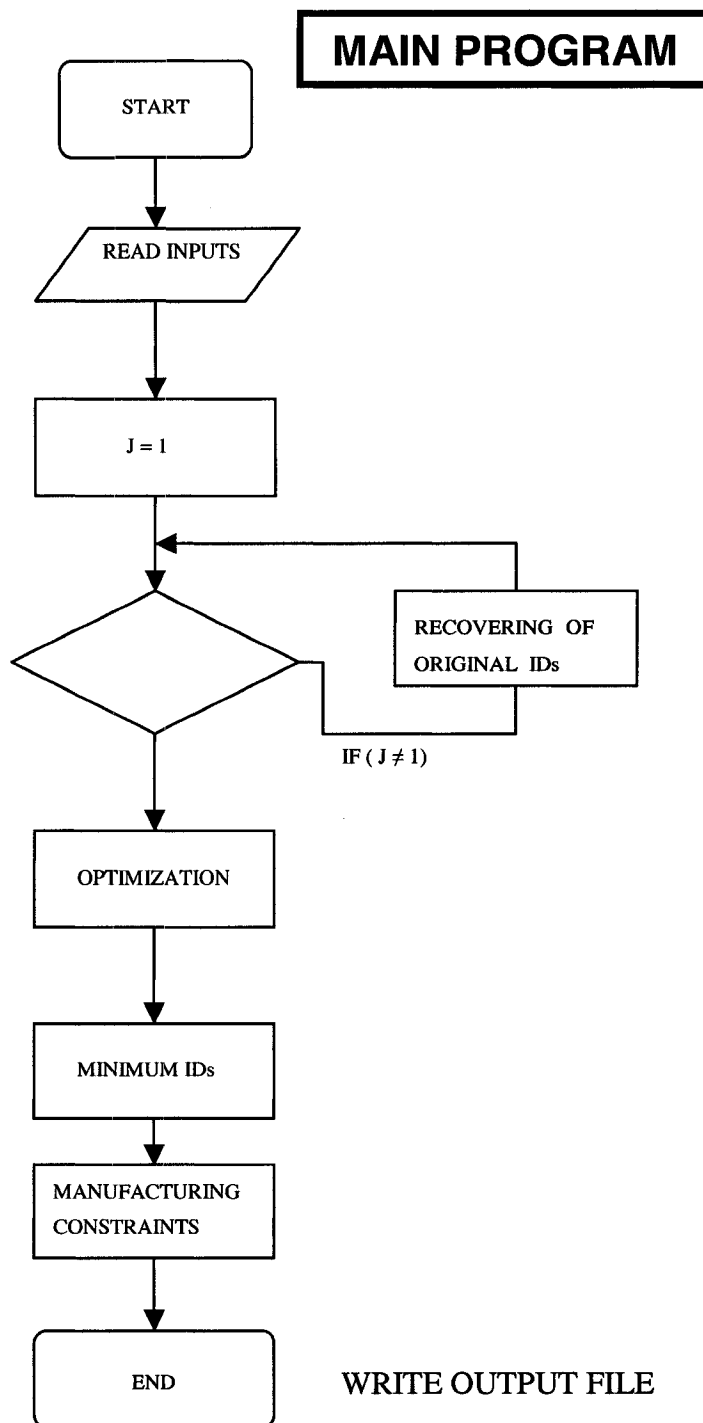 MAIN PROGRAM
START
READ INPUTS
J = 1
RECOVERING OF
ORIGINAL IDs
IF ( J ≠ 1)
OPTIMIZATION
MINIMUM IDs
MANUFACTURING
CONSTRAINTS
END
WRITE OUTPUT FILE